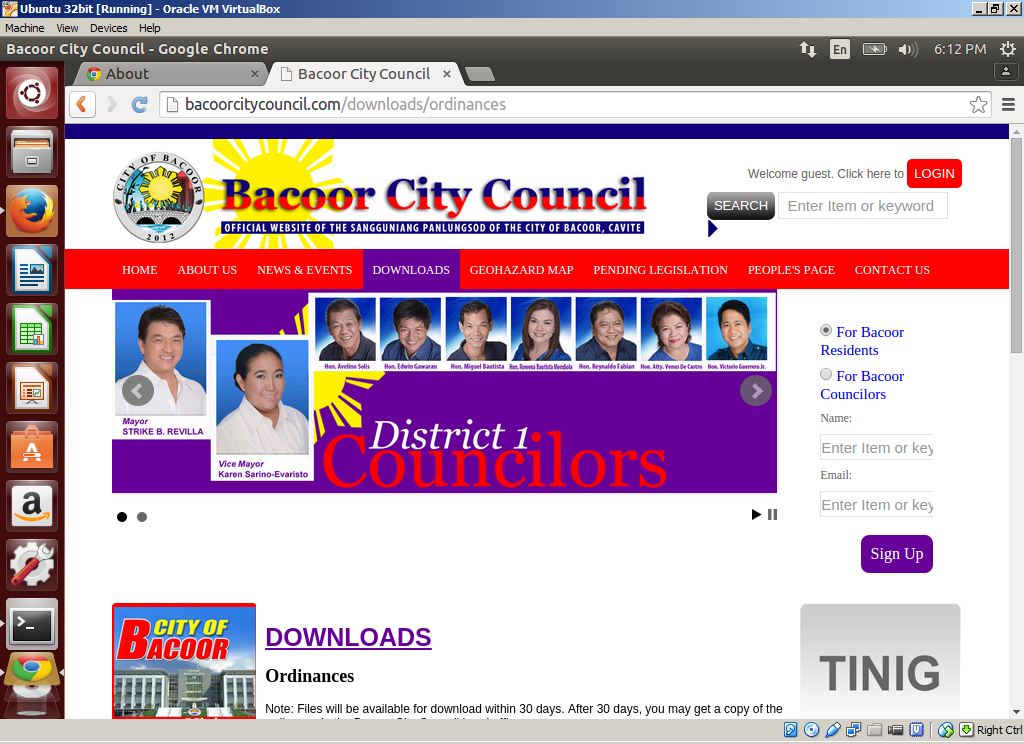 Ubuntu 32bit [Running] - Oracle VM VirtualBox
Machine View Devices Help
Bacoor City Council - Google Chrome
En
6:12 PM
About
Bacoor City Council
bacoorcitycouncil.com/downloads/ordinances
CITY OF BACOOR
2012
Bacoor City Council
OFFICIAL WEBSITE OF THE SANGGUNIANG PANLUNGSOD OF THE CITY OF BACOOR, CAVITE
Welcome guest. Click here to LOGIN
SEARCH Enter Item or keyword
HOME ABOUT US NEWS & EVENTS DOWNLOADS GEOHAZARD MAP PENDING LEGISLATION PEOPLE'S PAGE CONTACT US
Hon. Avelino Solis Hon. Edwin Gawaran Hon. Miguel Bautista Hon. Rowena Bautista Mendiola Hon. Reynaldo Fabian Hon. Atty. Venus De Castro Hon. Victorio Guerrero Jr.
Mayor
STRIKE B. REVILLA
Vice Mayor
Karen Sarino-Evaristo
District 1
Councilors
For Bacoor
Residents
For Bacoor
Councilors
Name:
Enter Item or key
Email:
Enter Item or key
Sign Up
CITY OF
BACOOR
DOWNLOADS
Ordinances
Note: Files will be available for download within 30 days. After 30 days, you may get a copy of the
TINIG
Right Ctrl